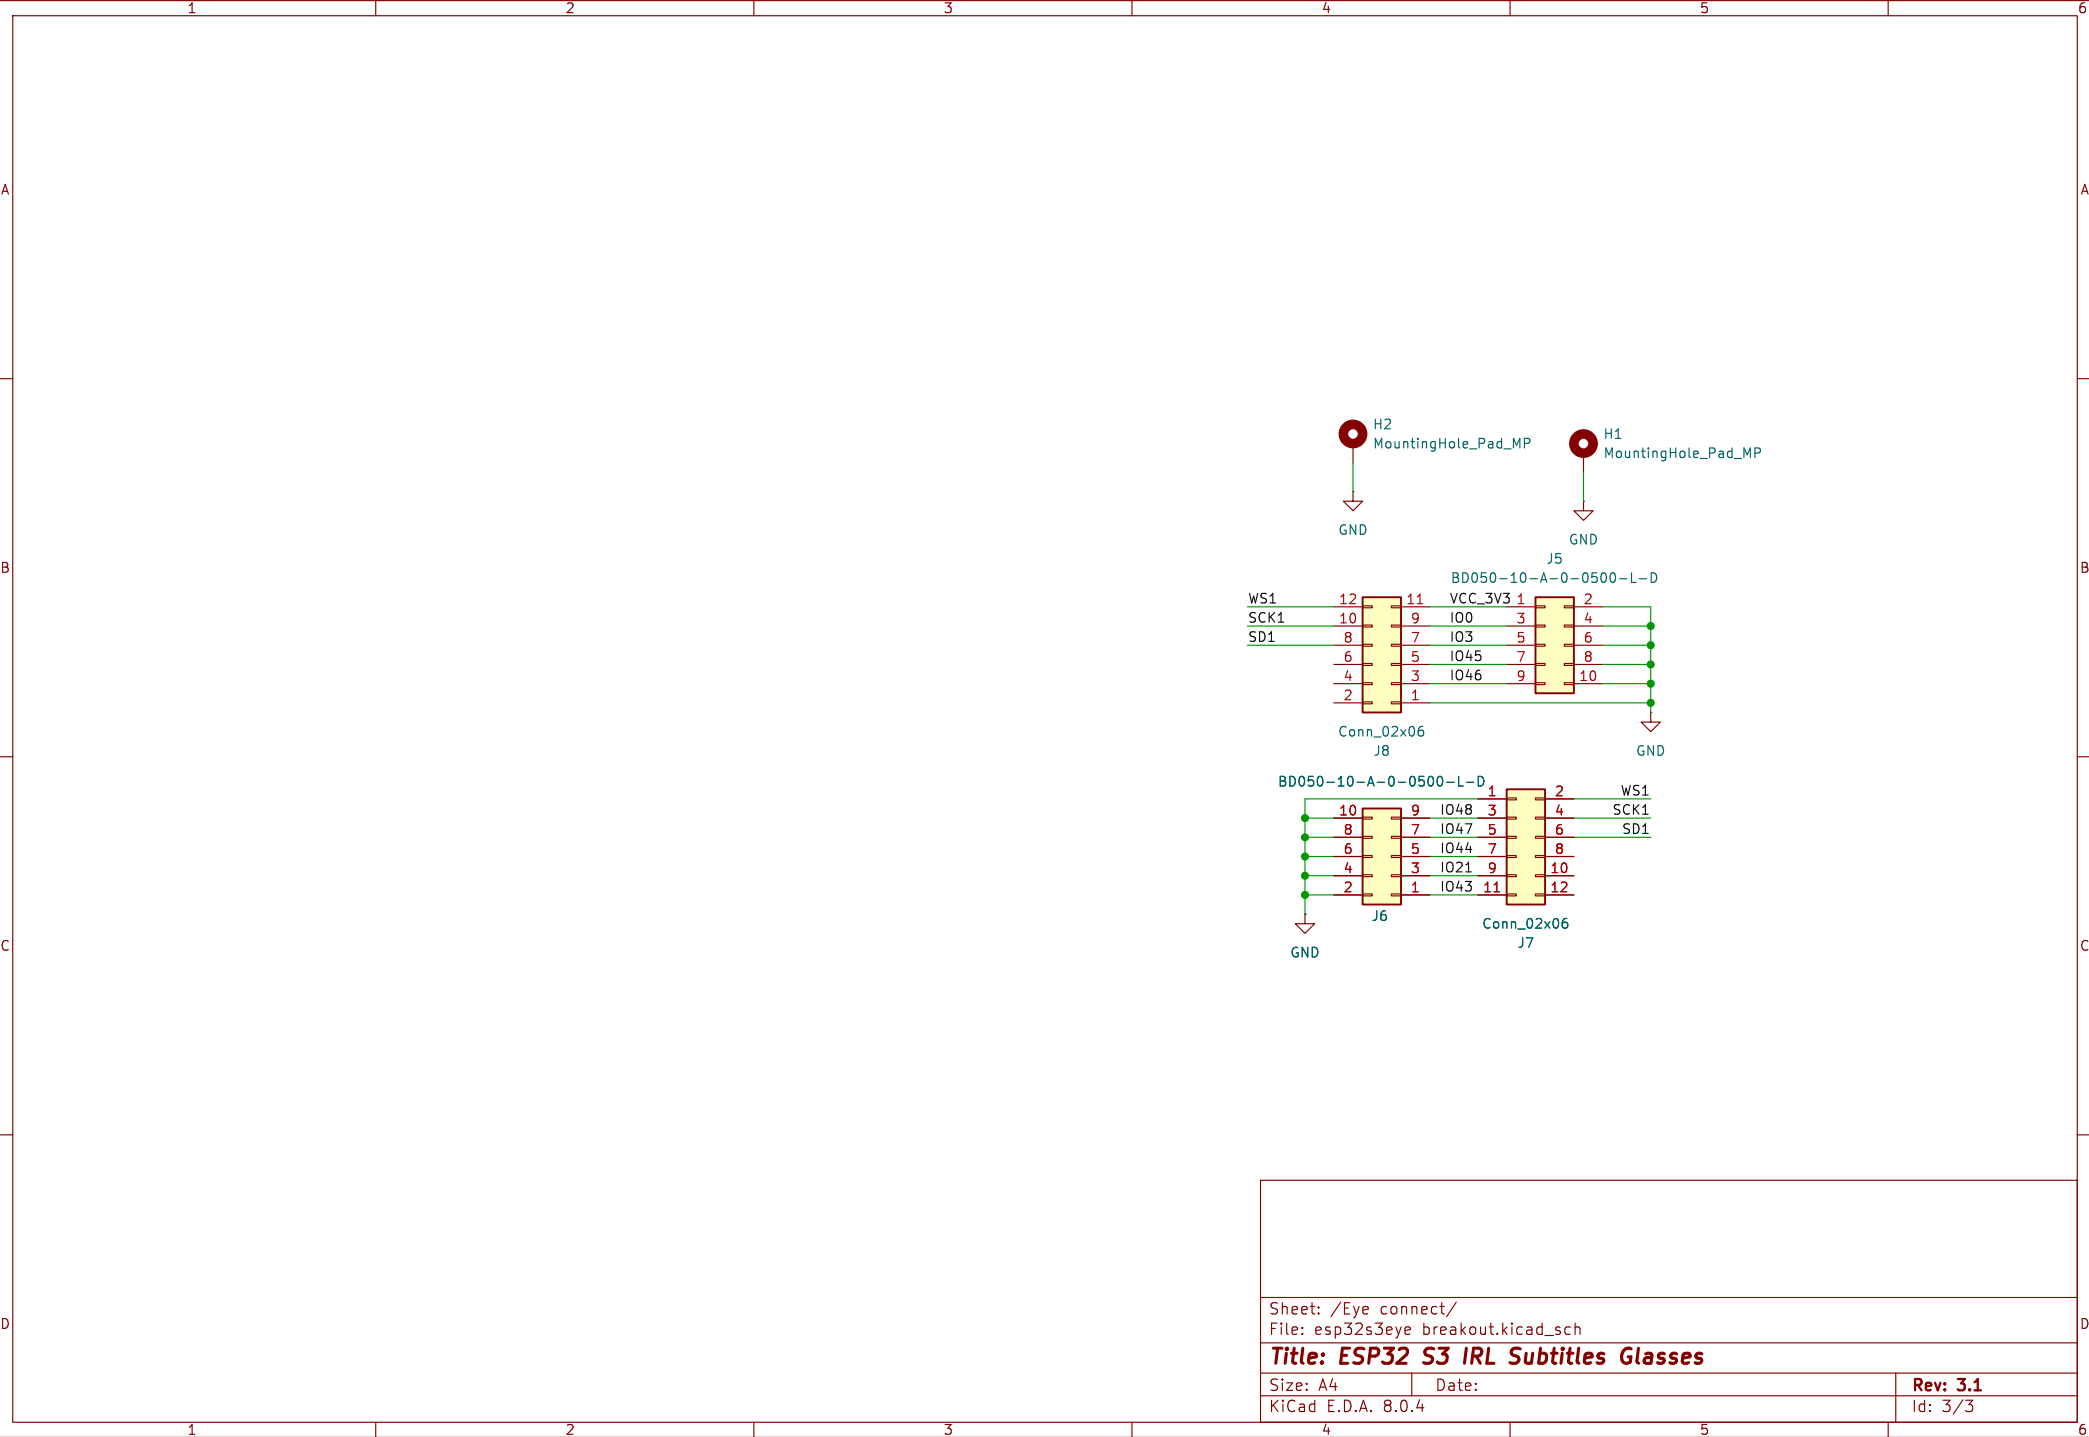 1 2 3 4 5 6
A A
H2
MountingHole_Pad_MP
H1
MountingHole_Pad_MP
GND
GND
B B
J5
BD050-10-A-0-0500-L-D
WS1 12 11 VCC_3V3 1 2
SCK1 10 9 IO0 3 4
SD1 8 7 IO3 5 6
6 5 IO45 7 8
4 3 IO46 9 10
2 1
Conn_02x06
J8
GND
BD050-10-A-0-0500-L-D
1 2 WS1
10 9 IO48 3 4 SCK1
8 7 IO47 5 6 SD1
6 5 IO44 7 8
4 3 IO21 9 10
2 1 IO43 11 12
J6
Conn_02x06
J7
GND
C C
Sheet: /Eye connect/
File: esp32s3eye breakout.kicad_sch
D D
Title: ESP32 S3 IRL Subtitles Glasses
Size: A4 Date: Rev: 3.1
KiCad E.D.A. 8.0.4 Id: 3/3
1 2 3 4 5 6